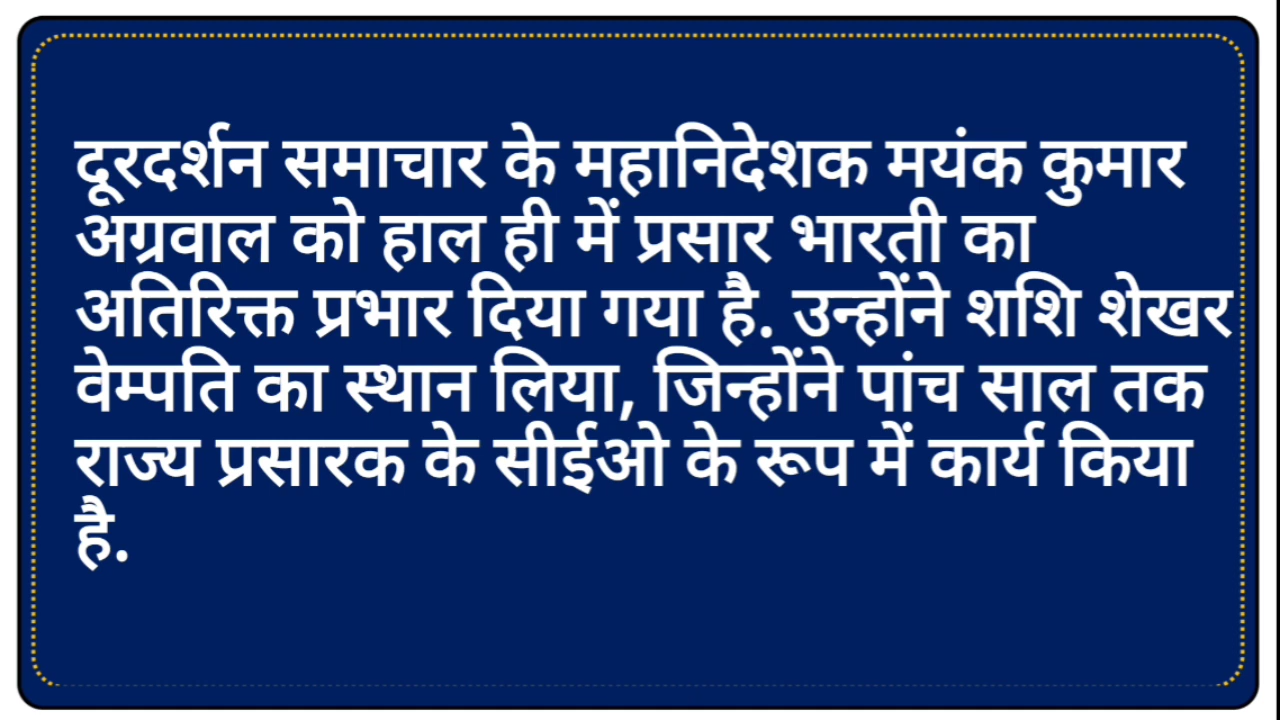 दूरदर्शन समाचार के महानिदेशक मयंक कुमार
अग्रवाल को हाल ही में प्रसार भारती का
अतिरिक्त प्रभार दिया गया है. उन्होंने शशि शेखर
वेम्पति का स्थान लिया, जिन्होंने पांच साल तक
राज्य प्रसारक के सीईओ के रूप में कार्य किया
है.